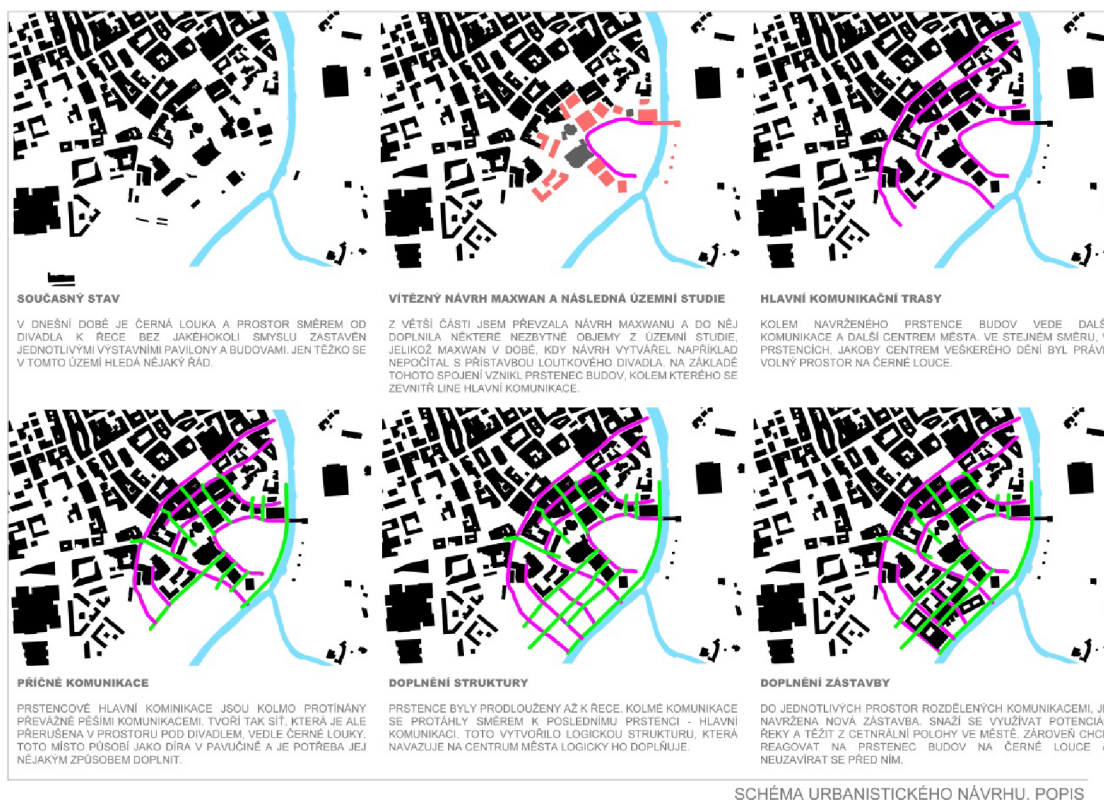 SOUČASNÝ STAV
V DNEŠNÍ DOBĚ JE ČERNÁ LOUKA A PROSTOR SMĚREM OD
DIVADLA K ŘECE BEZ JAKÉHOKOLI SMYSLU ZASTAVĚN
JEDNOTLIVÝMI VÝSTAVNÍMI PAVILONY A BUDOVAMI. JEN TĚŽKO SE
V TOMTO ÚZEMÍ HLEDÁ NĚJAKÝ ŘÁD.
VÍTĚZNÝ NÁVRH MAXWAN A NÁSLEDNÁ ÚZEMNÍ STUDIE
Z VĚTŠÍ ČÁSTI JSEM PŘEVZALA NÁVRH MAXWANU A DO NĚJ
DOPLNILA NĚKTERÉ NEZBYTNÉ OBJEMY Z ÚZEMNÍ STUDIE,
JELIKOŽ MAXWAN V DOBĚ, KDY NÁVRH VYTVÁŘEL NAPŘÍKLAD
NEPOČÍTAL S PŘÍSTAVBOU LOUTKOVÉHO DIVADLA. NA ZÁKLADĚ
TOHOTO SPOJENÍ VZNIKL PRSTENEC BUDOV, KOLEM KTERÉHO SE
ZEVNITŘ LINE HLAVNÍ KOMUNIKACE.
HLAVNÍ KOMUNIKAČNÍ TRASY
KOLEM NAVRŽENÉHO PRSTENCE BUDOV VEDE DALŠ
KOMUNIKACE A DALŠÍ CENTREM MĚSTA. VE STEJNÉM SMĚRU, V
PRSTENCÍCH, JAKOBY CENTREM VEŠKERÉHO DĚNÍ BYL PRÁVĚ
VOLNÝ PROSTOR NA ČERNÉ LOUCE.
PŘÍČNÉ KOMUNIKACE
PRSTENCOVÉ HLAVNÍ KOMINIKACE JSOU KOLMO PROTÍNÁNY
PŘEVÁŽNĚ PĚŠÍMI KOMUNIKACEMI. TVOŘÍ TAK SÍŤ, KTERÁ JE ALE
PŘERUŠENA V PROSTORU POD DIVADLEM, VEDLE ČERNÉ LOUKY.
TOTO MÍSTO PŮSOBÍ JAKO DÍRA V PAVUČINĚ A JE POTŘEBA JEJ
NĚJAKÝM ZPŮSOBEM DOPLNIT.
DOPLNĚNÍ STRUKTURY
PRSTENCE BYLY PRODLOUŽENY AŽ K ŘECE. KOLMÉ KOMUNIKACE
SE PROTÁHLY SMĚREM K POSLEDNÍMU PRSTENCI - HLAVNÍ
KOMUNIKACI. TOTO VYTVOŘILO LOGICKOU STRUKTURU, KTERÁ
NAVAZUJE NA CENTRUM MĚSTA LOGICKY HO DOPLŇUJE.
DOPLNĚNÍ ZÁSTAVBY
DO JEDNOTLIVÝCH PROSTOR ROZDĚLENÝCH KOMUNIKACEMI, JE
NAVRŽENA NOVÁ ZÁSTAVBA. SNAŽÍ SE VYUŽÍVAT POTENCIÁL
ŘEKY A TĚŽIT Z CETNRÁLNÍ POLOHY VE MĚSTĚ. ZÁROVEŇ CHCE
REAGOVAT NA PRSTENEC BUDOV NA ČERNÉ LOUCE A
NEUZAVÍRAT SE PŘED NÍM.
SCHÉMA URBANISTICKÉHO NÁVRHU. POPIS